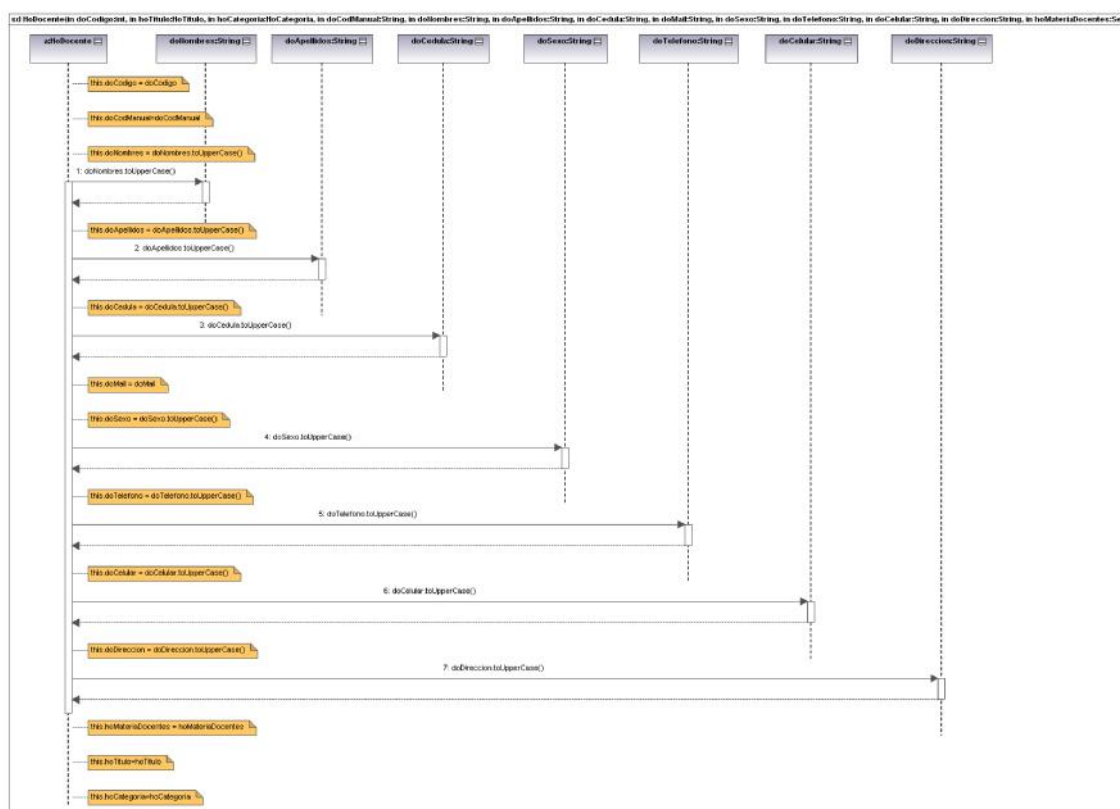 sd HoDocente(in doCodigo:int, in hoTitulo:HoTitulo, in hoCategoria:HoCategoria, in doCodManual:String, in doNombres:String, in doApellidos:String, in doCedula:String, in doMail:String, in doSexo:String, in doTelefono:String, in doCelular:String, in doDireccion:String, in hoMateriaDocentes:Se
a:HoDocente
doNombres:String
doApellidos:String
doCedula:String
doSexo:String
doTelefono:String
doCelular:String
doDireccion:String
this.doCodigo = doCodigo
this.doCodManual=doCodManual
this.doNombres = doNombres.toUpperCase()
1: doNombres.toUpperCase()
this.doApellidos = doApellidos.toUpperCase()
2: doApellidos.toUpperCase()
this.doCedula = doCedula.toUpperCase()
3: doCedula.toUpperCase()
this.doMail = doMail
this.doSexo = doSexo.toUpperCase()
4: doSexo.toUpperCase()
this.doTelefono = doTelefono.toUpperCase()
5: doTelefono.toUpperCase()
this.doCelular = doCelular.toUpperCase()
6: doCelular.toUpperCase()
this.doDireccion = doDireccion.toUpperCase()
7: doDireccion.toUpperCase()
this.hoMateriaDocentes = hoMateriaDocentes
this.hoTitulo=hoTitulo
this.hoCategoria=hoCategoria